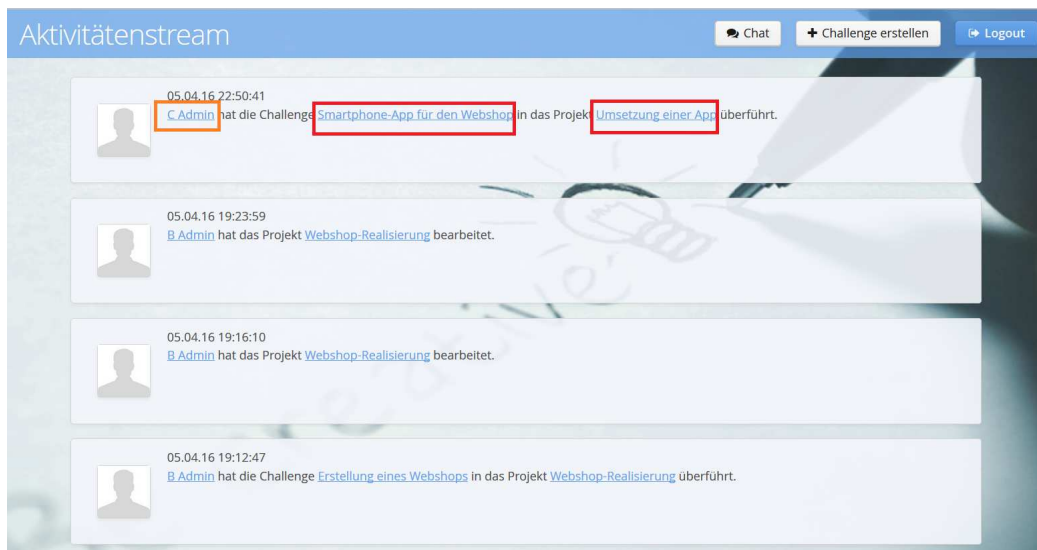 Aktivitätenstream
Chat
Challenge erstellen
Logout
05.04.16 22:50:41
C Admin hat die Challenge Smartphone-App für den Webshop in das Projekt Umsetzung einer App überführt.
05.04.16 19:23:59
B Admin hat das Projekt Webshop-Realisierung bearbeitet.
05.04.16 19:16:10
B Admin hat das Projekt Webshop-Realisierung bearbeitet.
05.04.16 19:12:47
B Admin hat die Challenge Erstellung eines Webshops in das Projekt Webshop-Realisierung überführt.
creative